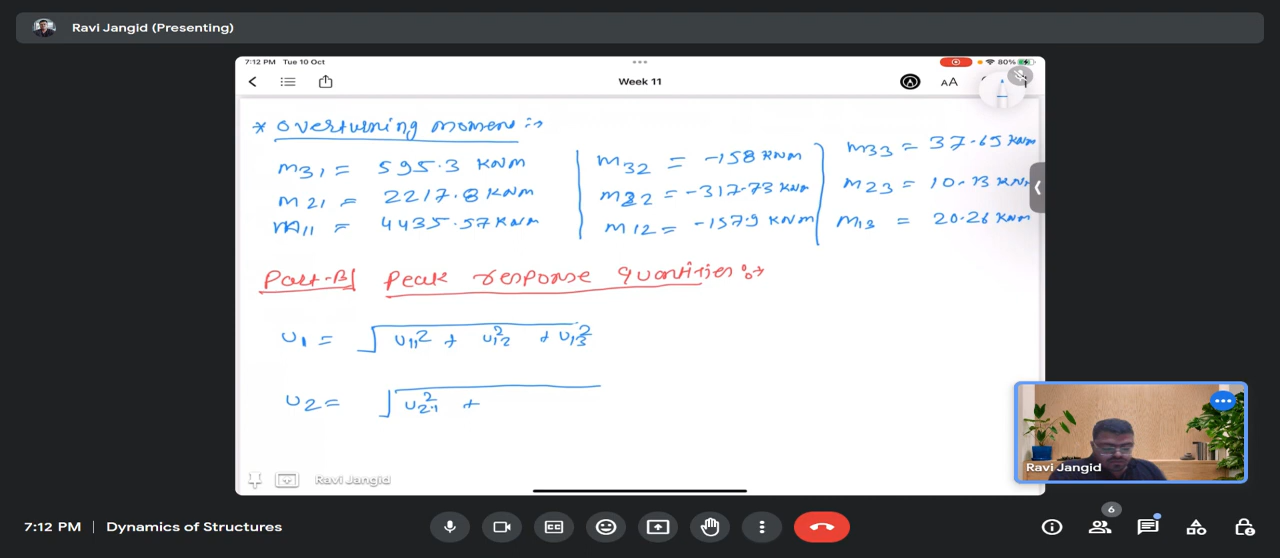 Ravi Jangid (Presenting)
7:12 PM Tue 10 Oct
80%
Week 11
AA
* Overturning moment :→
m31 = 595.3 KNm
m21 = 2217.8 KNm
m11 = 4435.57 KNm
m32 = -158 KNm
m22 = -317.73 KNm
m12 = -157.9 KNm
m33 = 37.65 KNm
m23 = 10.73 KNm
m13 = 20.26 KNm
Part-B| Peak response quantities :→
U1 = √ U11² + U12² + U13²
U2 = √ U21² +
Ravi Jangid
Ravi Jangid
7:12 PM | Dynamics of Structures
CC
6